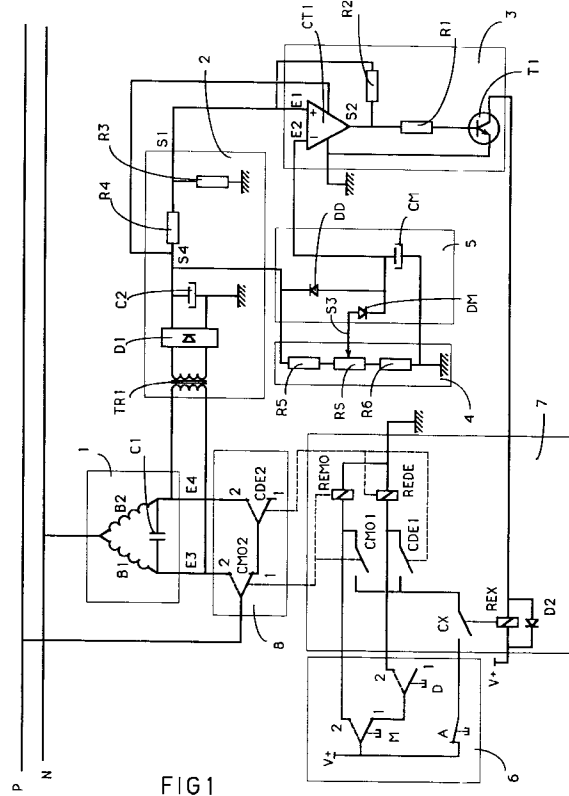 P
N
1
B1
B2
C1
E3
E4
CMO2
CDE2
2
1
2
1
8
TR1
D1
C2
S4
R4
R3
S1
2
E1
E2
+
−
CT1
S2
R2
R1
3
T1
R5
RS
R6
4
S3
DD
DM
CM
5
REMO
REDE
CMO1
CDE1
CX
REX
D2
V+
7
V+
2
1
M
2
1
D
A
6
FIG1